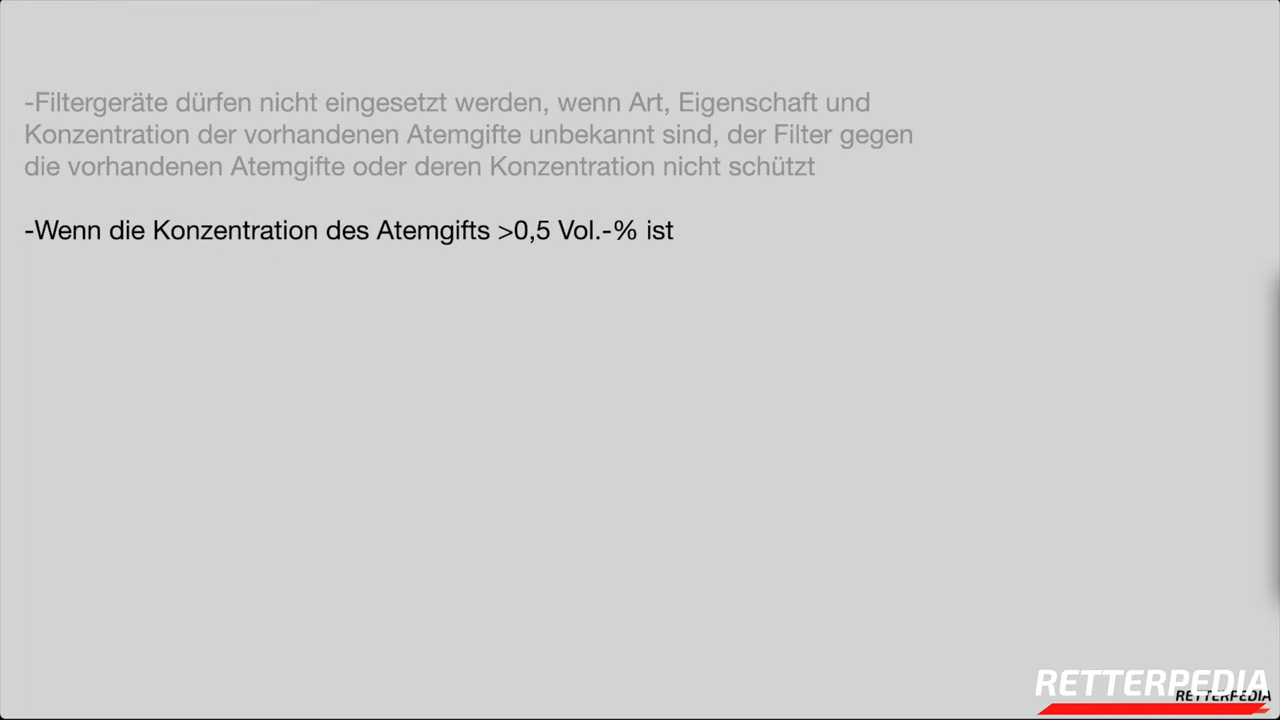 -Filtergeräte dürfen nicht eingesetzt werden, wenn Art, Eigenschaft und
Konzentration der vorhandenen Atemgifte unbekannt sind, der Filter gegen
die vorhandenen Atemgifte oder deren Konzentration nicht schützt
-Wenn die Konzentration des Atemgifts >0,5 Vol.-% ist
RETTERPEDIA
RETTERPEDIA